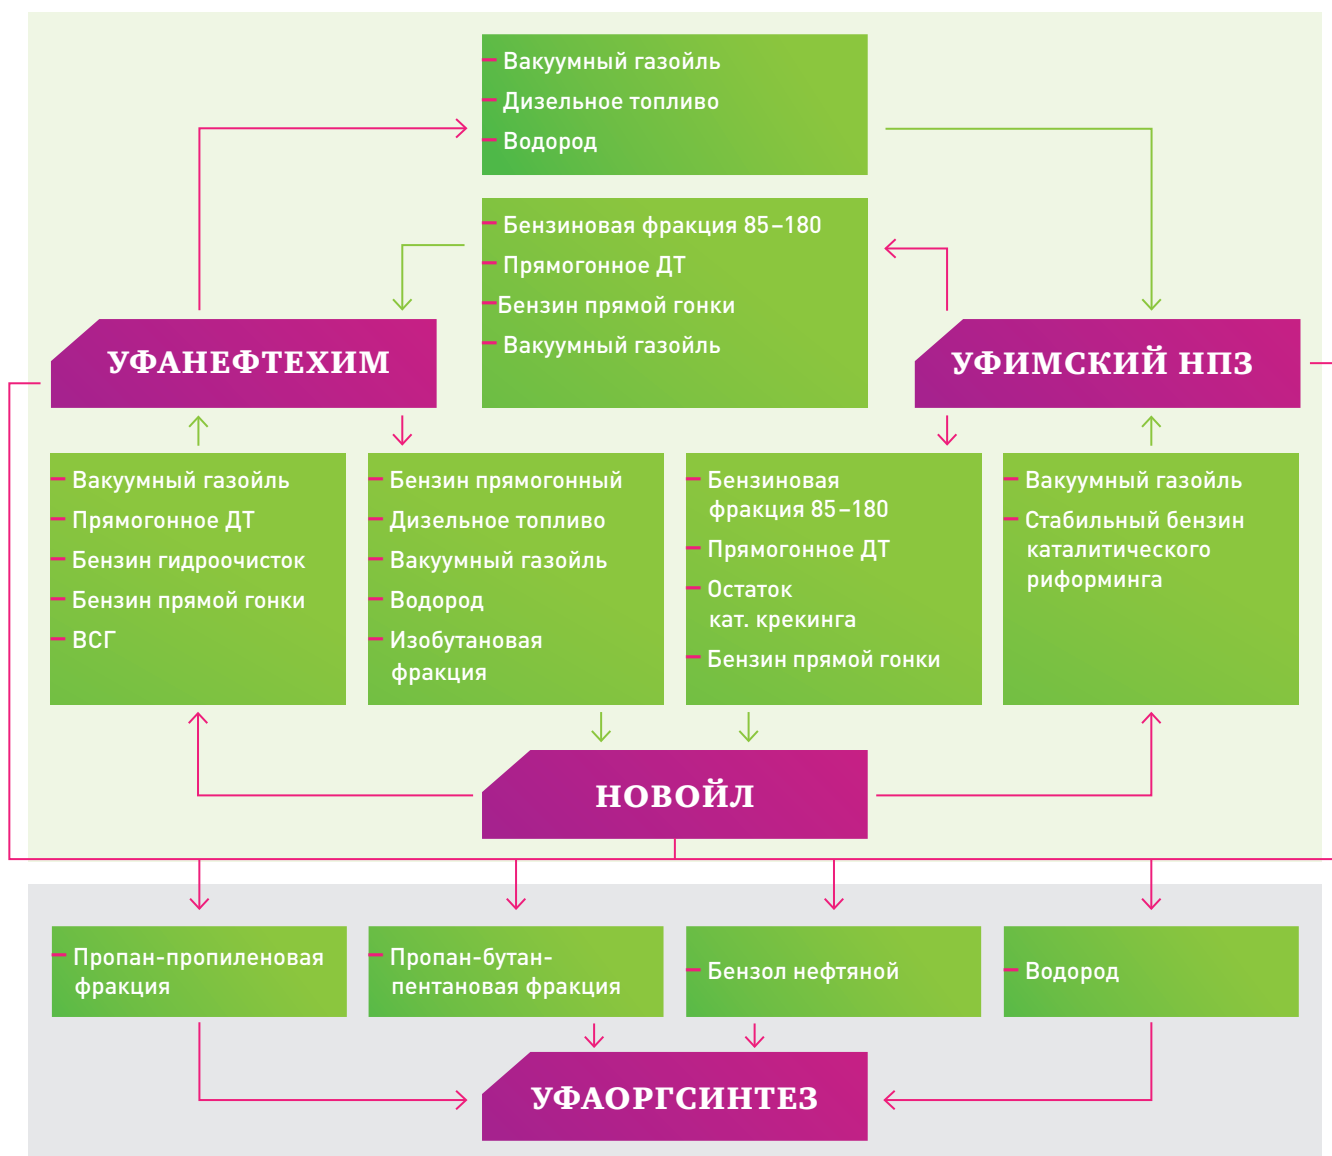 Вакуумный газойль
Дизельное топливо
Водород
Бензиновая фракция 85–180
Прямогонное ДТ
Бензин прямой гонки
Вакуумный газойль
УФАНЕФТЕХИМ
УФИМСКИЙ НПЗ
Вакуумный газойль
Прямогонное ДТ
Бензин гидроочисток
Бензин прямой гонки
ВСГ
Бензин прямогонный
Дизельное топливо
Вакуумный газойль
Водород
Изобутановая
фракция
Бензиновая
фракция 85–180
Прямогонное ДТ
Остаток
кат. крекинга
Бензин прямой гонки
Вакуумный газойль
Стабильный бензин
каталитического
риформинга
НОВОЙЛ
Пропан-пропиленовая
фракция
Пропан-бутан-
пентановая фракция
Бензол нефтяной
Водород
УФАОРГСИНТЕЗ